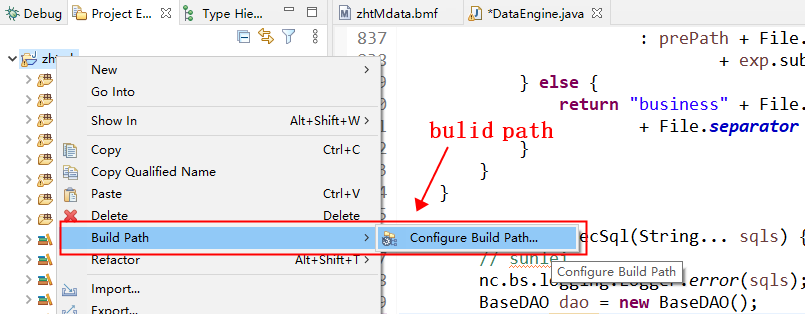 Debug
Project E...
Type Hie...
zhtMdata.bmf
*DataEngine.java
837
: prePath + File.
+ exp.sub
} else {
return "business" + File.
+ File.separator
}
}
}
New
Go Into
Show In Alt+Shift+W
Copy Ctrl+C
Copy Qualified Name
Paste Ctrl+V
Delete Delete
Build Path
Configure Build Path...
Refactor Alt+Shift+T
Import...
Export...
bulid path
ecSql(String... sqls) {
Configure Build Path
nc.bs.logging.Logger.error(sqls);
BaseDAO dao = new BaseDAO();